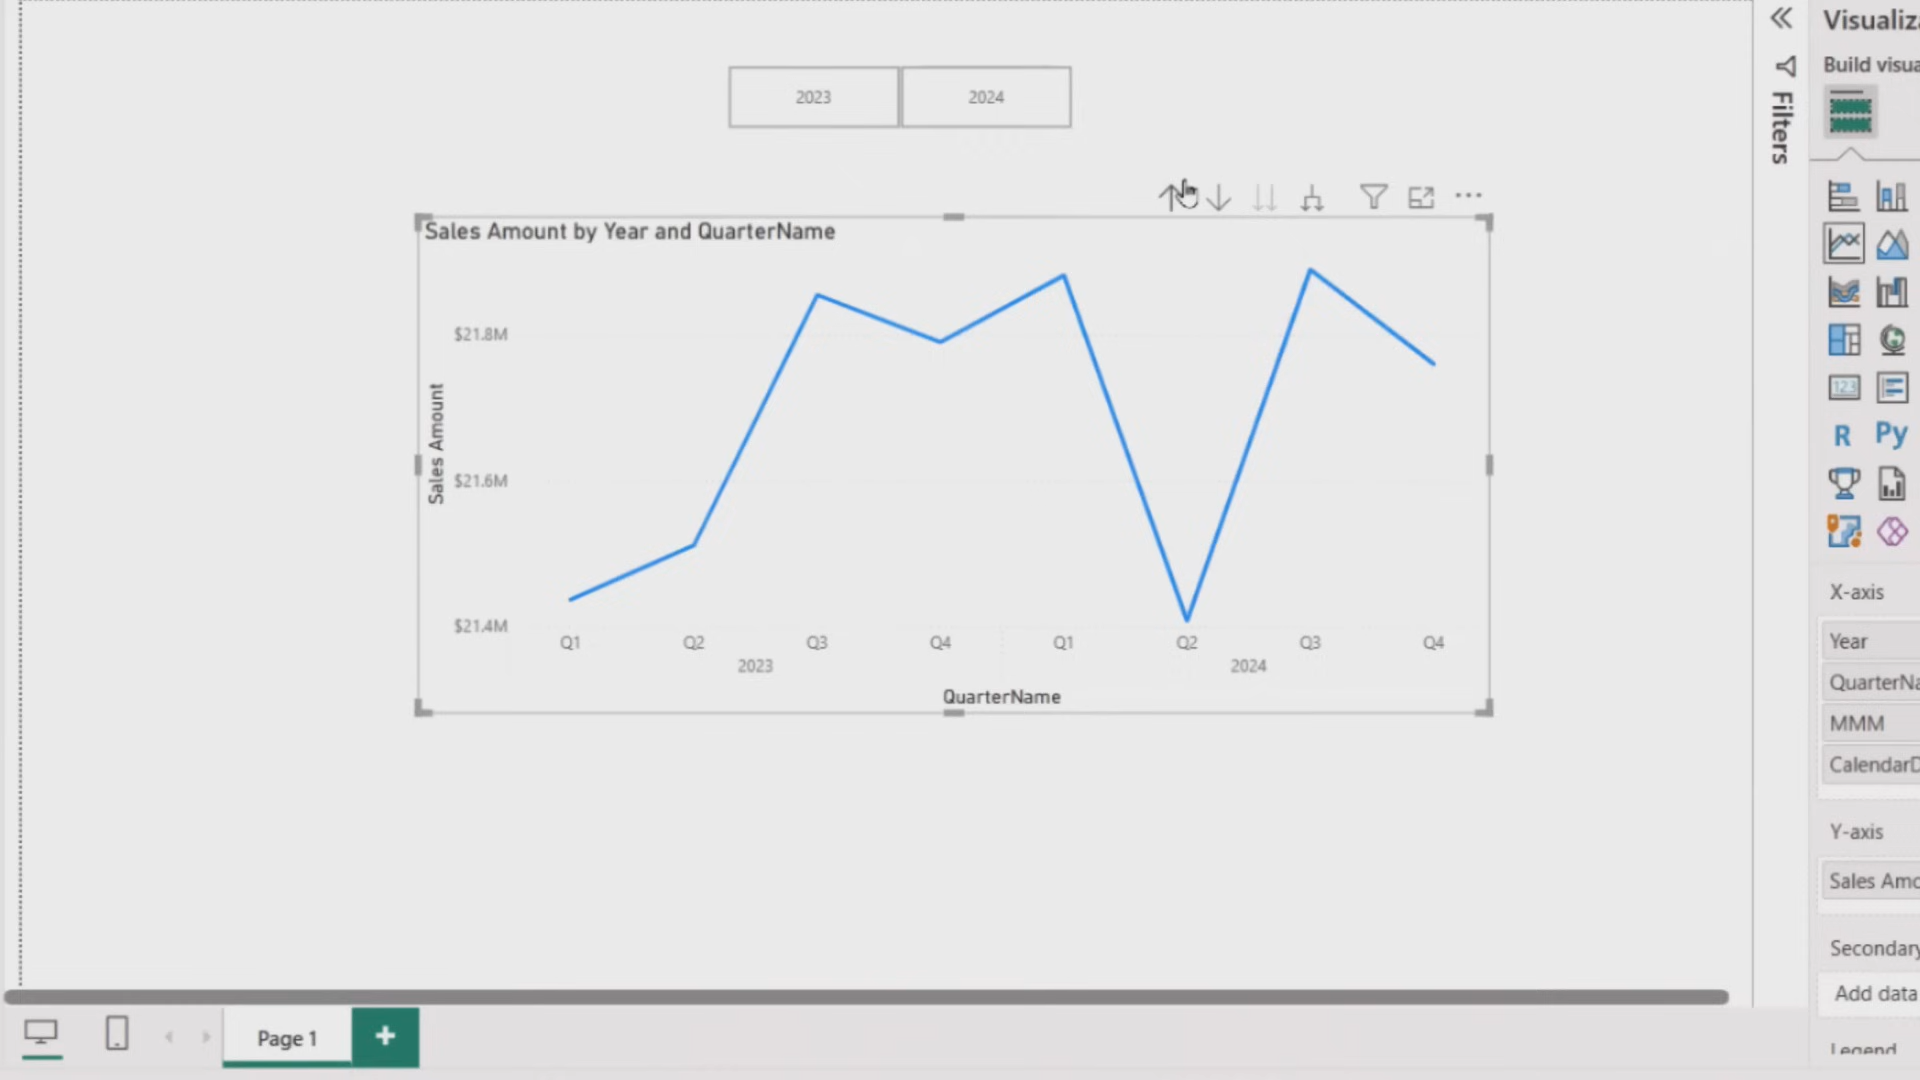 Visualiz
Build visua
Filters
2023 2024
Sales Amount by Year and QuarterName
$21.8M
$21.6M
$21.4M
Sales Amount
Q1 Q2 Q3 Q4 Q1 Q2 Q3 Q4
2023 2024
QuarterName
123
R Py
X-axis
Year
QuarterNa
MMM
CalendarD
Y-axis
Sales Amo
Secondary
Add data
Legend
Page 1